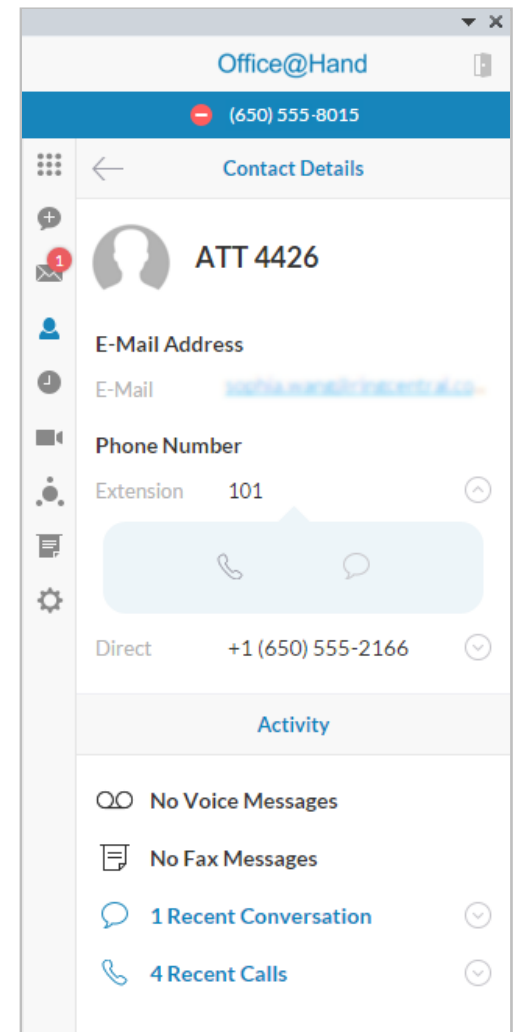 Office@Hand
(650) 555-8015
Contact Details
1
ATT 4426
E-Mail Address
E-Mail
Phone Number
Extension 101
Direct +1 (650) 555-2166
Activity
No Voice Messages
No Fax Messages
1 Recent Conversation
4 Recent Calls